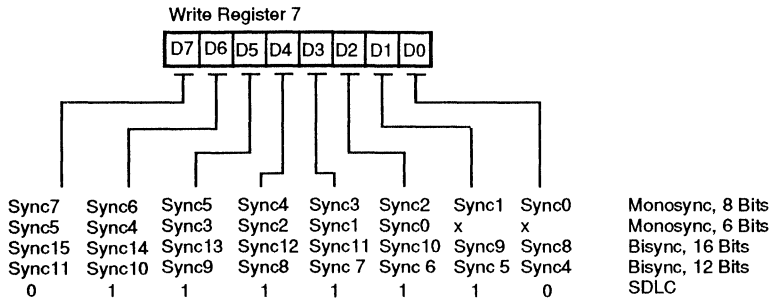 Write Register 7
D7 D6 D5 D4 D3 D2 D1 D0
Sync7 Sync6 Sync5 Sync4 Sync3 Sync2 Sync1 Sync0 Monosync, 8 Bits
Sync5 Sync4 Sync3 Sync2 Sync1 Sync0 x x Monosync, 6 Bits
Sync15 Sync14 Sync13 Sync12 Sync11 Sync10 Sync9 Sync8 Bisync, 16 Bits
Sync11 Sync10 Sync9 Sync8 Sync 7 Sync 6 Sync 5 Sync4 Bisync, 12 Bits
0 1 1 1 1 1 1 0 SDLC